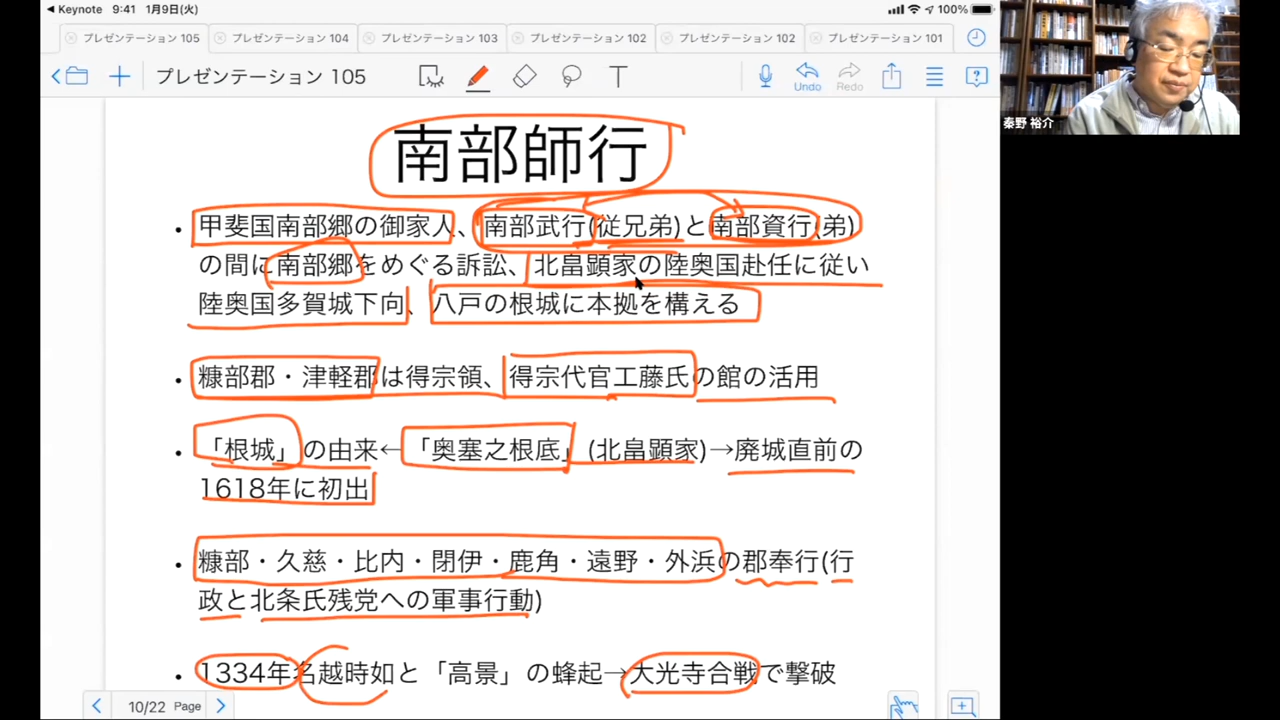 Keynote 9:41 1月9日(火) 100%
プレゼンテーション 105 プレゼンテーション 104 プレゼンテーション 103 プレゼンテーション 102 プレゼンテーション 102 プレゼンテーション 101
プレゼンテーション 105 T Undo Redo
秦野 裕介
南部師行
• 甲斐国南部郷の御家人、南部武行(従兄弟)と南部資行(弟)
の間に南部郷をめぐる訴訟、北畠顕家の陸奥国赴任に従い
陸奥国多賀城下向、八戸の根城に本拠を構える
• 糠部郡・津軽郡は得宗領、得宗代官工藤氏の館の活用
• 「根城」の由来←「奥塞之根底」(北畠顕家)→廃城直前の
1618年に初出
• 糠部・久慈・比内・閉伊・鹿角・遠野・外浜の郡奉行(行
政と北条氏残党への軍事行動)
• 1334年名越時如と「高景」の蜂起→大光寺合戦で撃破
10/22 Page